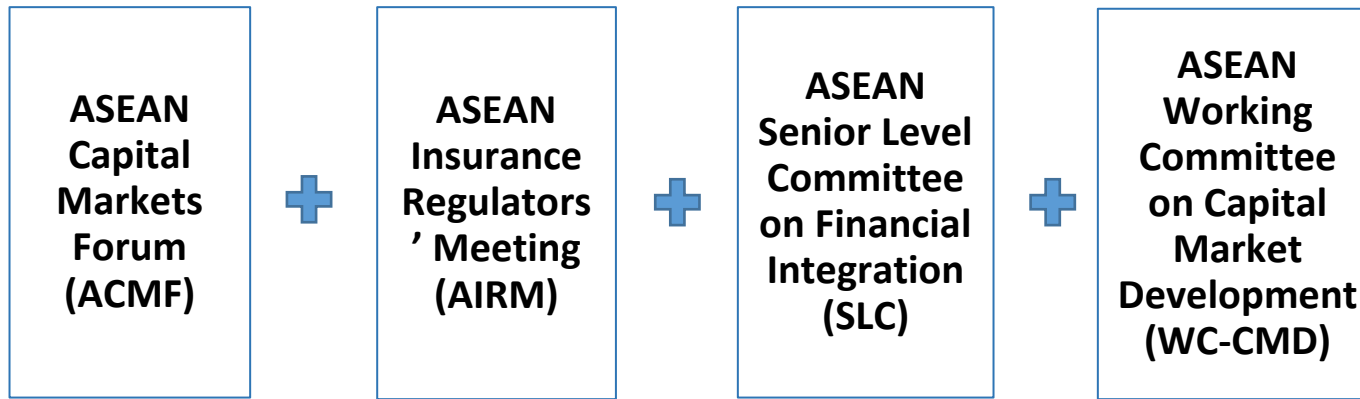 ASEAN
Capital
Markets
Forum
(ACMF)
ASEAN
Insurance
Regulators
’ Meeting
(AIRM)
ASEAN
Senior Level
Committee
on Financial
Integration
(SLC)
ASEAN
Working
Committee
on Capital
Market
Development
(WC-CMD)